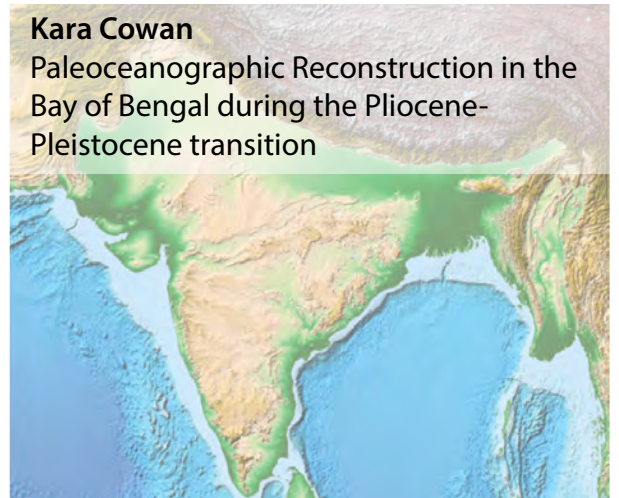 Kara Cowan
Paleoceanographic Reconstruction in the
Bay of Bengal during the Pliocene-
Pleistocene transition